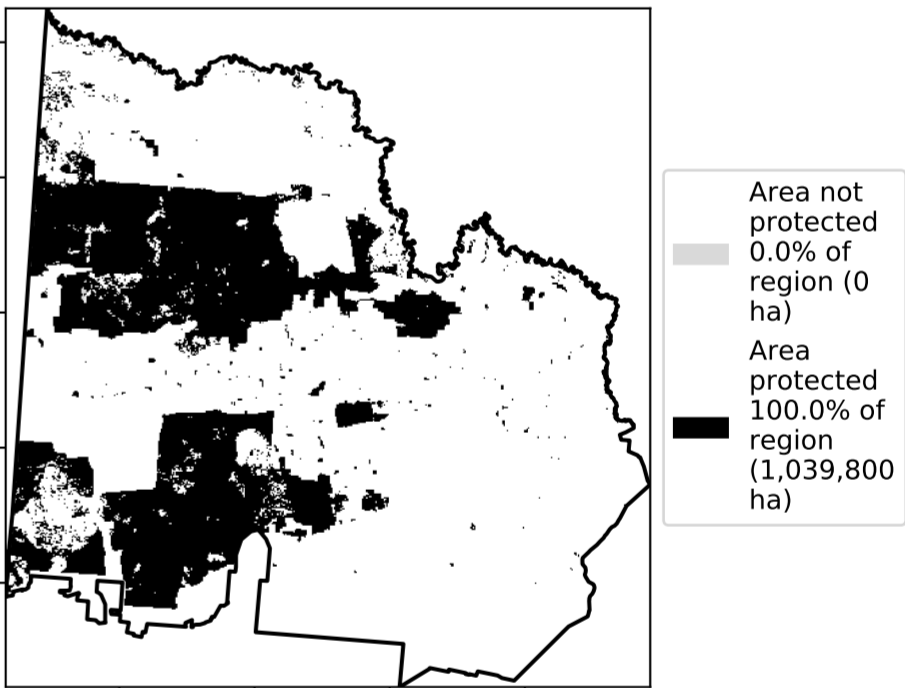 Area not
protected
0.0% of
region (0
ha)
Area
protected
100.0% of
region
(1,039,800
ha)